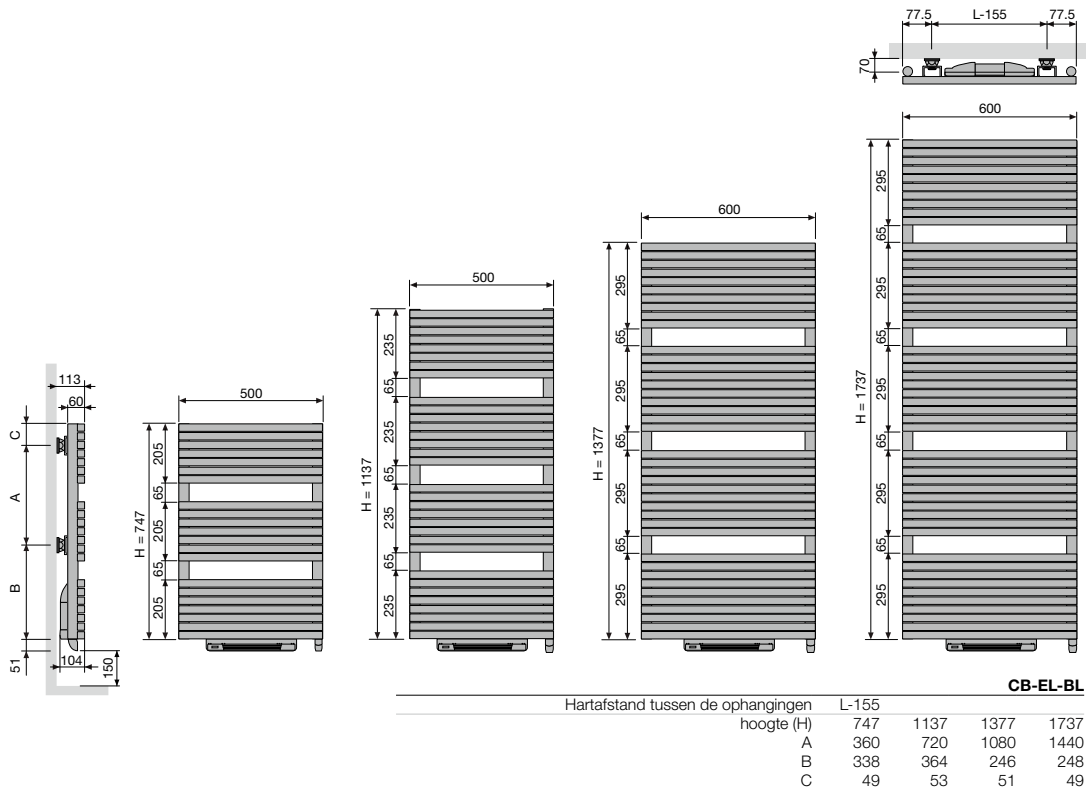 77.5 L-155 77.5
70
600
295
65
295
65
295
65
295
65
295
H = 1737
600
295
65
295
65
295
65
295
H = 1377
500
235
65
235
65
235
65
235
H = 1137
500
205
65
205
65
205
H = 747
113
60
C
A
B
51
104
150
CB-EL-BL
Hartafstand tussen de ophangingen L-155
hoogte (H) 747 1137 1377 1737
A 360 720 1080 1440
B 338 364 246 248
C 49 53 51 49